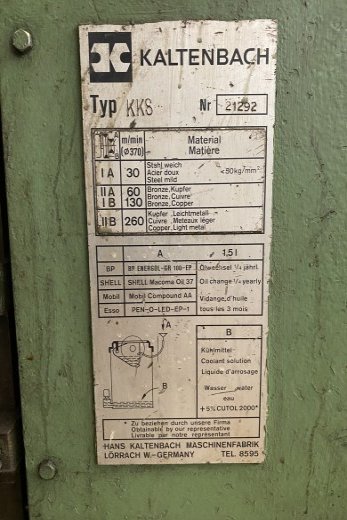 KALTENBACH
Typ KKS Nr 21292
m/min (φ370) Material Matière
I A 30 Stahl, weich Acier doux Steel mild <50kg/mm²
II A 60 Bronze, Kupfer
I B 130 Bronze, Cuivre Bronze, Copper
II B 260 Kupfer, Leichtmetall Cuivre, Metaux léger Copper, Light metal
A 1,5 l
BP BP ENERGOL-GR 100-EP Ölwechsel ¼ jährl.
SHELL SHELL Macoma Oil 37 Oil change ¼ yearly
Mobil Mobil Compound AA Vidange d'huile
Esso PEN-O-LED-EP-1 tous les 3 mois
A
B
B
Kühlmittel
Coolant solution
Liquide d'arrosage
Wasser water
eau
+5% CUTOL 2000*
* Zu beziehen durch unsere Firma
Obtainable by our representative
Livrable par notre représentant
HANS KALTENBACH MASCHINENFABRIK
LÖRRACH W.-GERMANY TEL. 8595